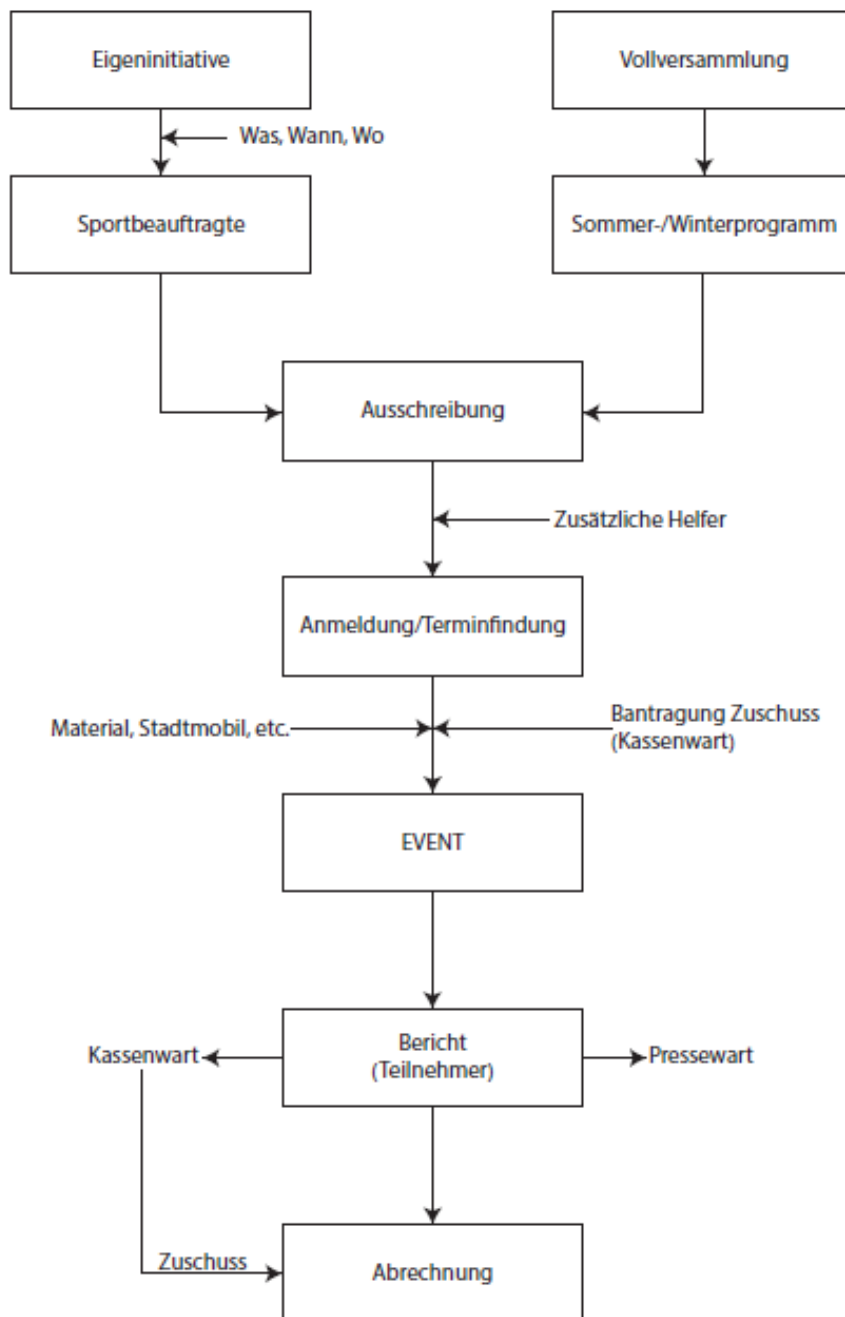 Eigeninitiative
Vollversammlung
Was, Wann, Wo
Sportbeauftragte
Sommer-/Winterprogramm
Ausschreibung
Zusätzliche Helfer
Anmeldung/Terminfindung
Material, Stadtmobil, etc.
Bantragung Zuschuss
(Kassenwart)
EVENT
Kassenwart
Bericht
(Teilnehmer)
Pressewart
Zuschuss
Abrechnung